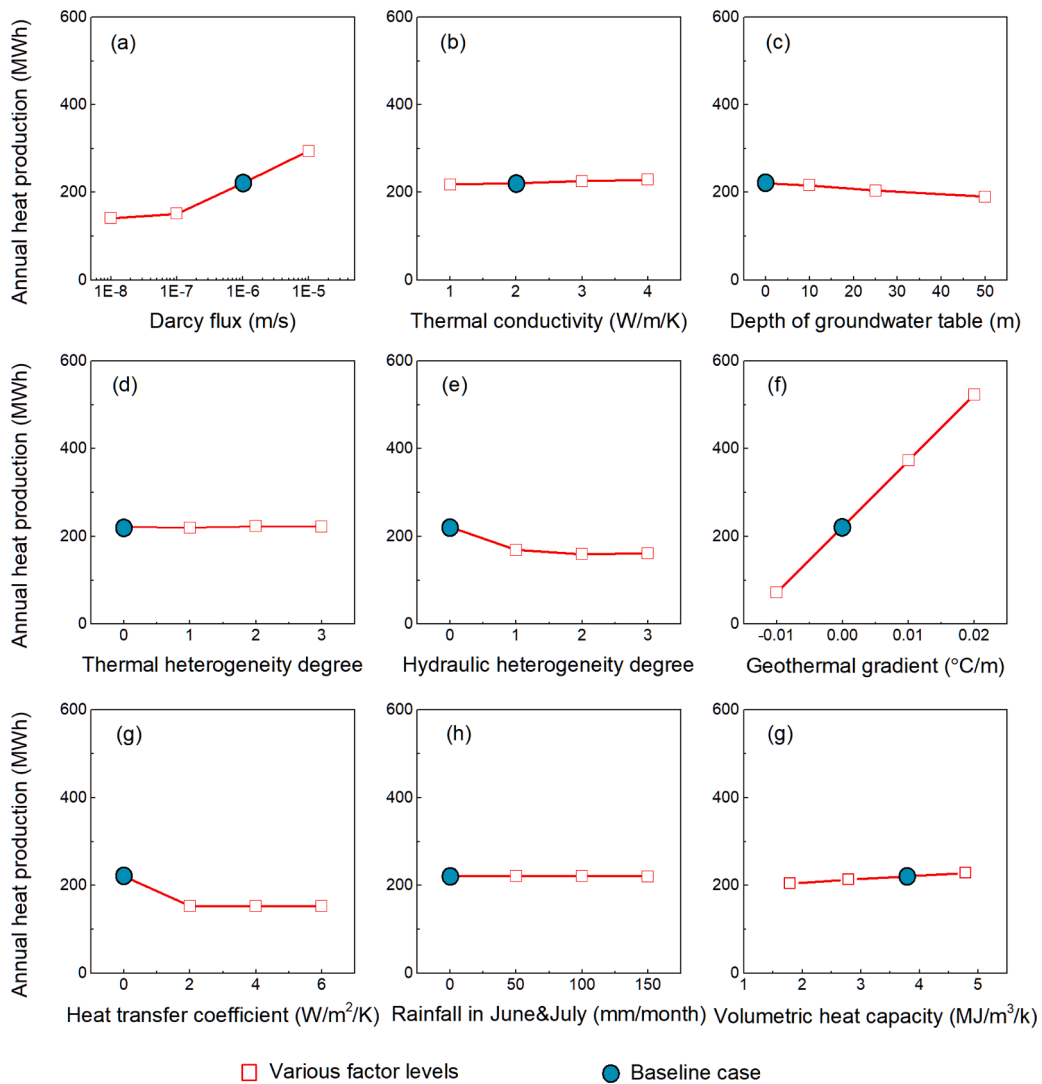 Annual heat production (MWh)
(a)
600
400
200
0
1E-8 1E-7 1E-6 1E-5
Darcy flux (m/s)
(b)
600
400
200
0
1 2 3 4
Thermal conductivity (W/m/K)
(c)
600
400
200
0
0 10 20 30 40 50
Depth of groundwater table (m)
Annual heat production (MWh)
(d)
600
400
200
0
0 1 2 3
Thermal heterogeneity degree
(e)
600
400
200
0
0 1 2 3
Hydraulic heterogeneity degree
(f)
600
400
200
0
-0.01 0.00 0.01 0.02
Geothermal gradient (°C/m)
Annual heat production (MWh)
(g)
600
400
200
0
0 2 4 6
Heat transfer coefficient (W/m²/K)
(h)
600
400
200
0
0 50 100 150
Rainfall in June&July (mm/month)
(g)
600
400
200
0
1 2 3 4 5
Volumetric heat capacity (MJ/m³/k)
Various factor levels
Baseline case